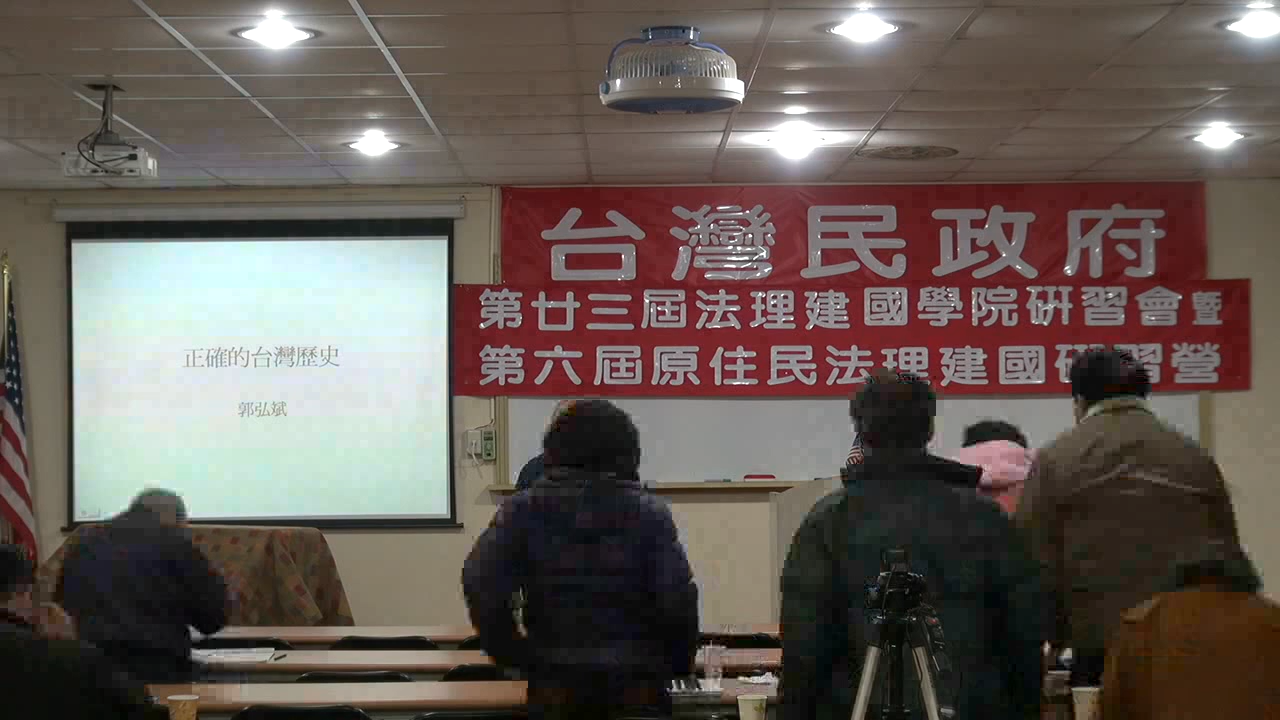 正確的台灣歷史
郭弘斌
台灣民政府
第廿三屆法理建國學院研習會暨
第六屆原住民法理建國研習營